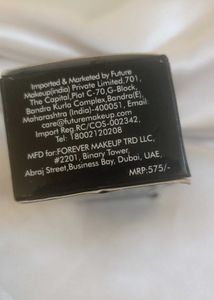 Imported & Marketed by Future
Makeup(india) Private Limited.701,
The Capital,Plot C-70,G-Block,
Bandra Kurla Complex,Bandra(E),
Maharashtra (India)-400051,Email:
care@futuremakeup.com,
Import Reg.RC/COS-002342,
Tel: 18002120208
MFD for:FOREVER MAKEUP TRD LLC,
#2201, Binary Tower,
Abraj Street,Business Bay, Dubai, UAE,
MRP:575/-